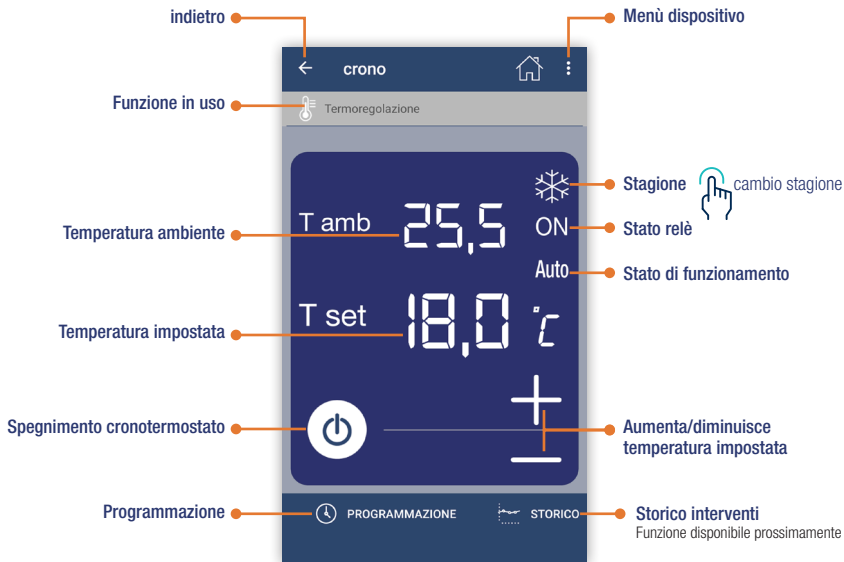 indietro
Menù dispositivo
crono
Funzione in uso
Termoregolazione
Stagione
cambio stagione
T amb
25,5
ON
Temperatura ambiente
Stato relè
Auto
Stato di funzionamento
T set
18,0
°C
Temperatura impostata
Spegnimento cronotermostato
Aumenta/diminuisce
temperatura impostata
Programmazione
PROGRAMMAZIONE
STORICO
Storico interventi
Funzione disponibile prossimamente